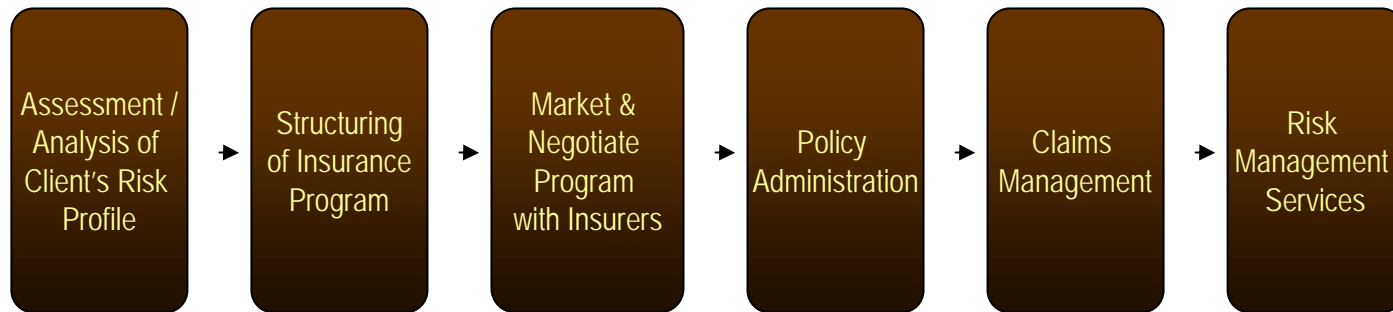 Assessment /
Analysis of
Client's Risk
Profile
Structuring
of Insurance
Program
Market &
Negotiate
Program
with Insurers
Policy
Administration
Claims
Management
Risk
Management
Services